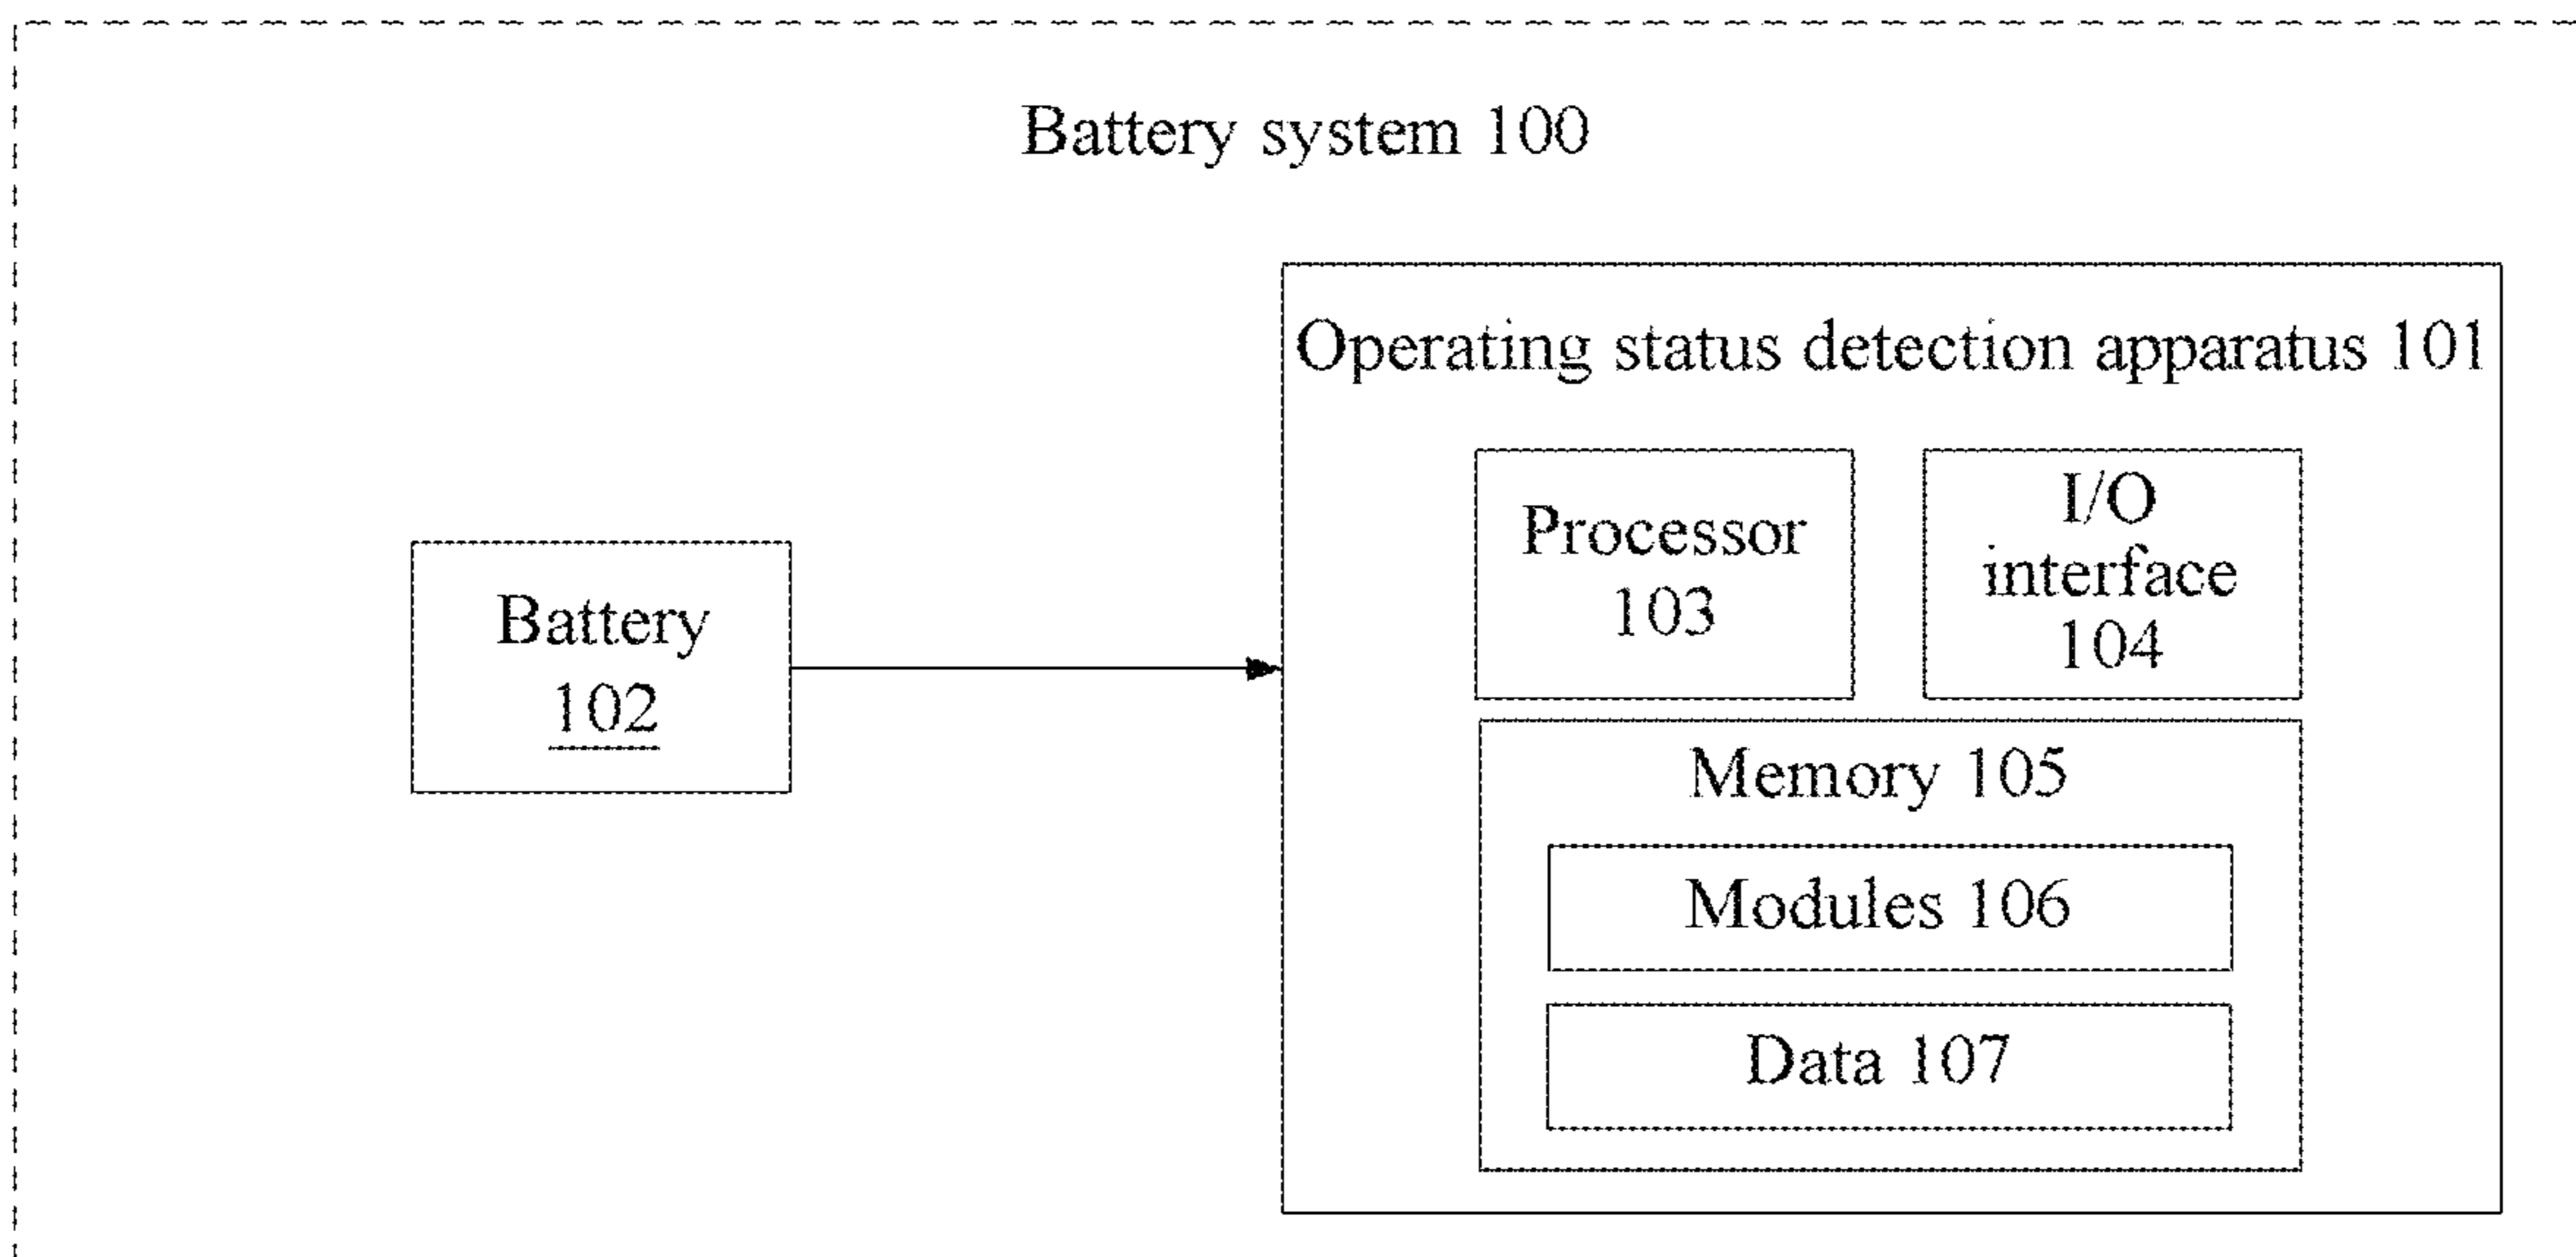 Battery system 100
Operating status detection apparatus 101
Battery
102
Processor
103
I/O
interface
104
Memory 105
Modules 106
Data 107